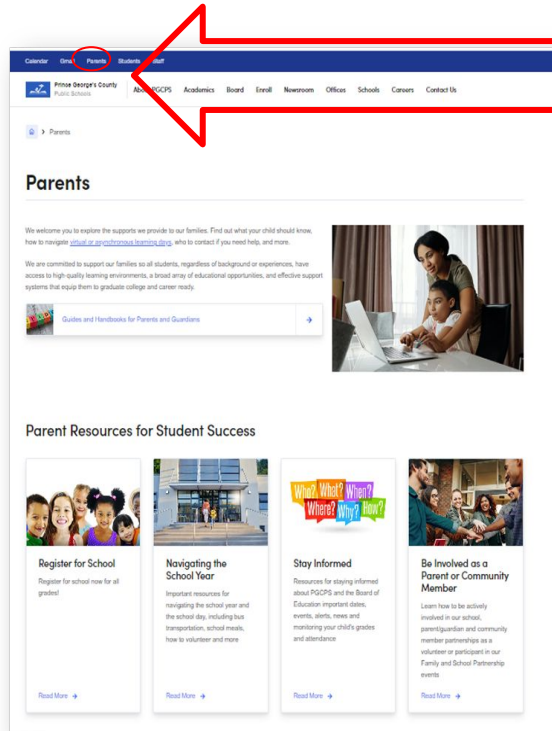 Calendar Gmail Parents Students Staff
Prince George's County
Public Schools
About PGCPS Academics Board Enroll Newsroom Offices Schools Careers Contact Us
> Parents
Parents
We welcome you to explore the supports we provide to our families. Find out what your child should know,
how to navigate virtual or asynchronous learning days, who to contact if you need help, and more.
We are committed to support our families so all students, regardless of background or experiences, have
access to high-quality learning environments, a broad array of educational opportunities, and effective support
systems that equip them to graduate college and career ready.
Guides and Handbooks for Parents and Guardians →
Parent Resources for Student Success
Who? What? When?
Where? Why? How?
Register for School
Register for school now for all
grades!
Read More →
Navigating the
School Year
Important resources for
navigating the school year and
the school day, including bus
transportation, school meals,
how to volunteer and more
Read More →
Stay Informed
Resources for staying informed
about PGCPS and the Board of
Education important dates,
events, alerts, news and
monitoring your child's grades
and attendance
Read More →
Be Involved as a
Parent or Community
Member
Learn how to be actively
involved in our school,
parent/guardian and community
member partnerships as a
volunteer or participant in our
Family and School Partnership
events
Read More →